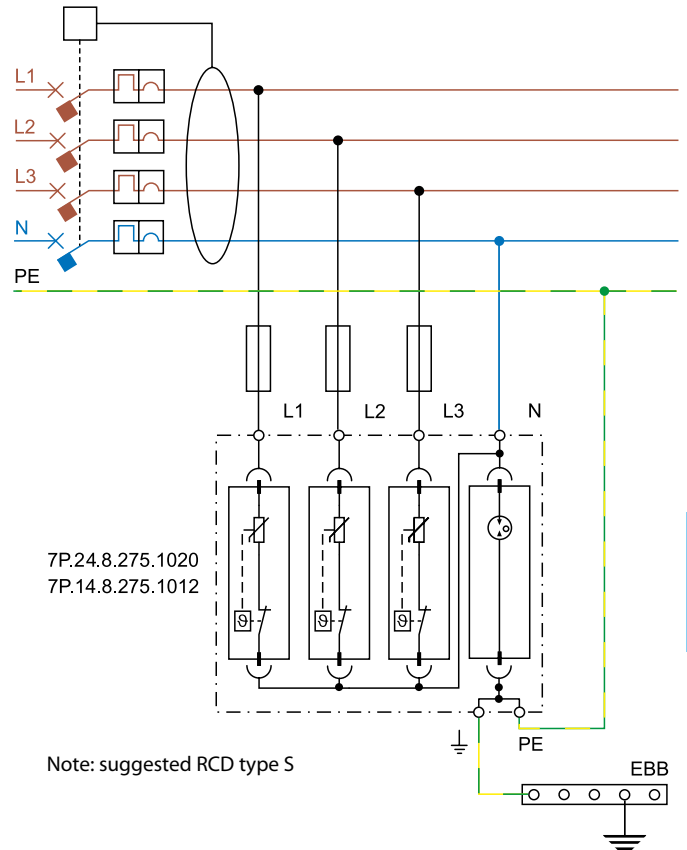 L1
L2
L3
N
PE
L1 L2 L3 N
7P.24.8.275.1020
7P.14.8.275.1012
ϑ ϑ ϑ
PE
Note: suggested RCD type S
EBB